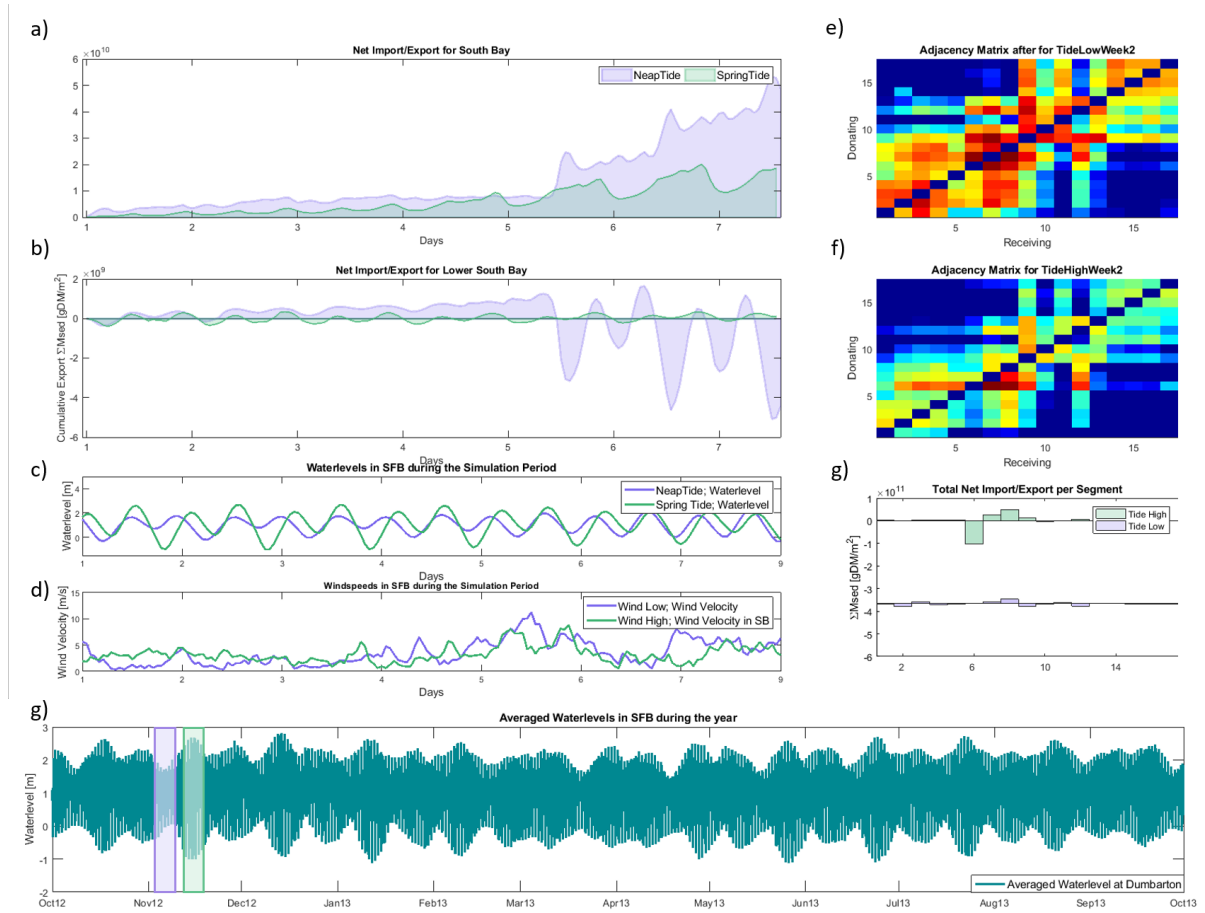 a)
Net Import/Export for South Bay
×10^10
6
5
4
3
2
1
0
NeapTide
SpringTide
1 2 3 4 5 6 7
Days
b)
Net Import/Export for Lower South Bay
×10^9
2
0
-2
-4
-6
Cumulative Export ΣMsed [gDM/m²]
1 2 3 4 5 6 7
Days
c)
Waterlevels in SFB during the Simulation Period
4
2
0
Waterlevel [m]
NeapTide; Waterlevel
Spring Tide; Waterlevel
1 2 3 4 5 6 7 8 9
Days
d)
Windspeeds in SFB during the Simulation Period
15
10
5
0
Wind Velocity [m/s]
Wind Low; Wind Velocity
Wind High; Wind Velocity in SB
1 2 3 4 5 6 7 8 9
Days
e)
Adjacency Matrix after for TideLowWeek2
15
10
5
Donating
5 10 15
Receiving
f)
Adjacency Matrix for TideHighWeek2
15
10
5
Donating
5 10 15
Receiving
g)
×10^11
Total Net Import/Export per Segment
1
0
-1
-2
-3
-4
-5
-6
ΣMsed [gDM/m²]
Tide High
Tide Low
2 6 10 14
g)
Averaged Waterlevels in SFB during the year
3
2
1
0
-1
-2
Waterlevel [m]
Averaged Waterlevel at Dumbarton
Oct12 Nov12 Dec12 Jan13 Feb13 Mar13 Apr13 May13 Jun13 Jul13 Aug13 Sep13 Oct13